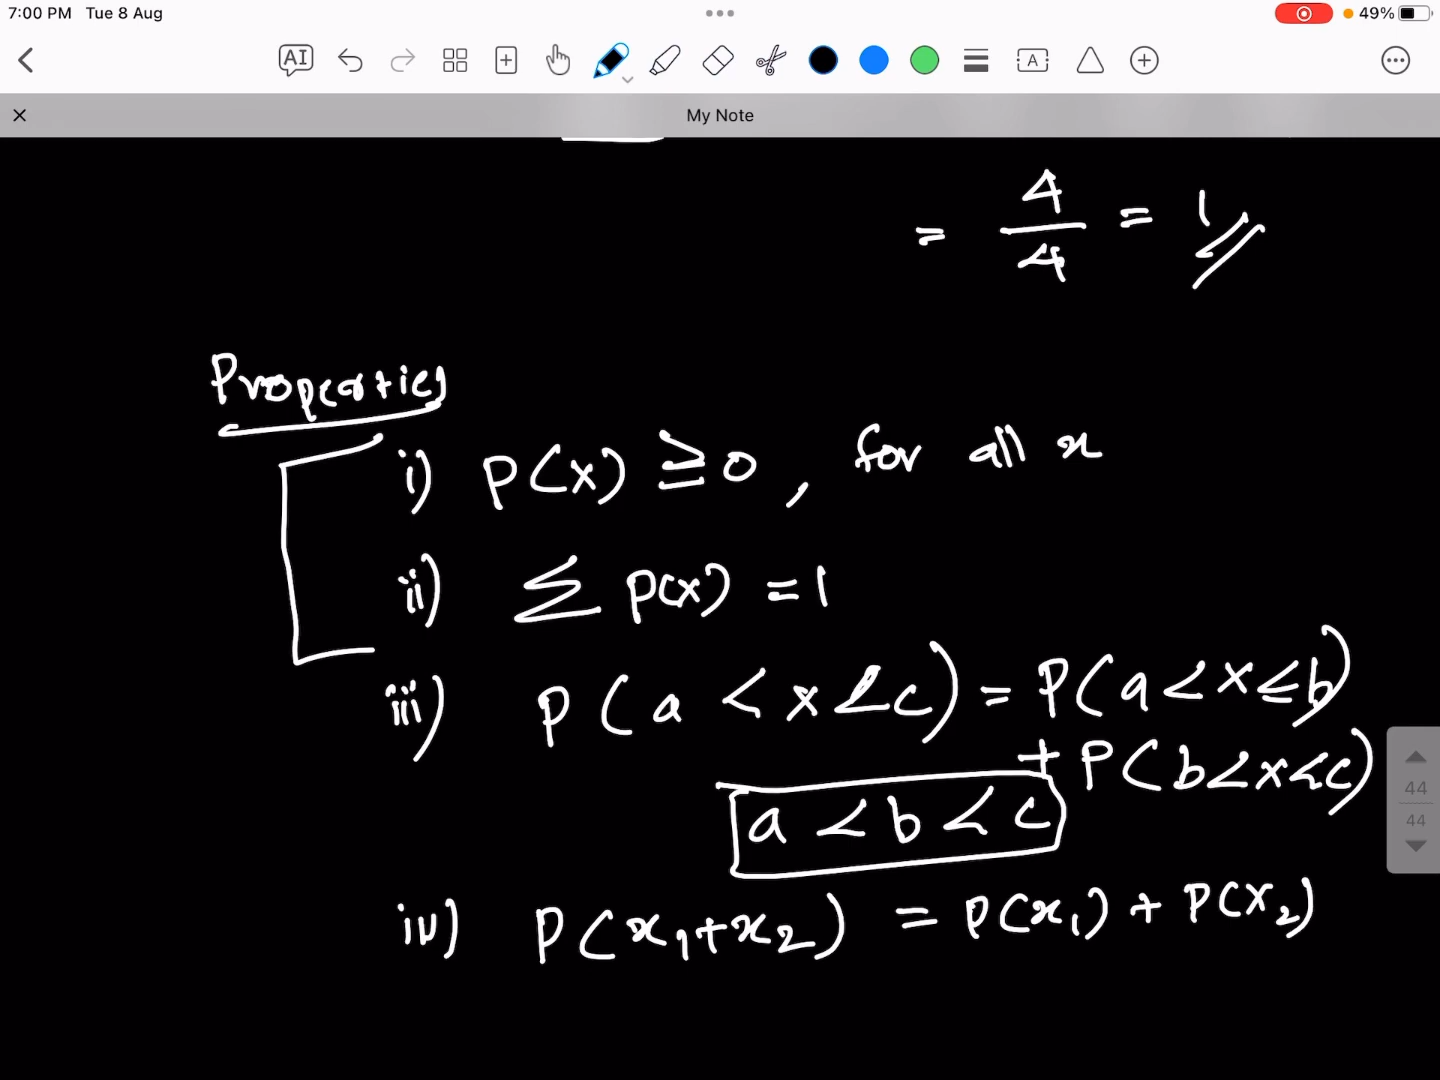 7:00 PM Tue 8 Aug
49%
AI
A
My Note
= 4/4 = 1
Properties
i) P(x) ≥ 0, for all x
ii) Σ P(x) = 1
iii) P(a < x < c) = P(a < x ≤ b)
+ P(b < x < c)
a < b < c
44
44
iv) P(x₁+x₂) = P(x₁) + P(x₂)